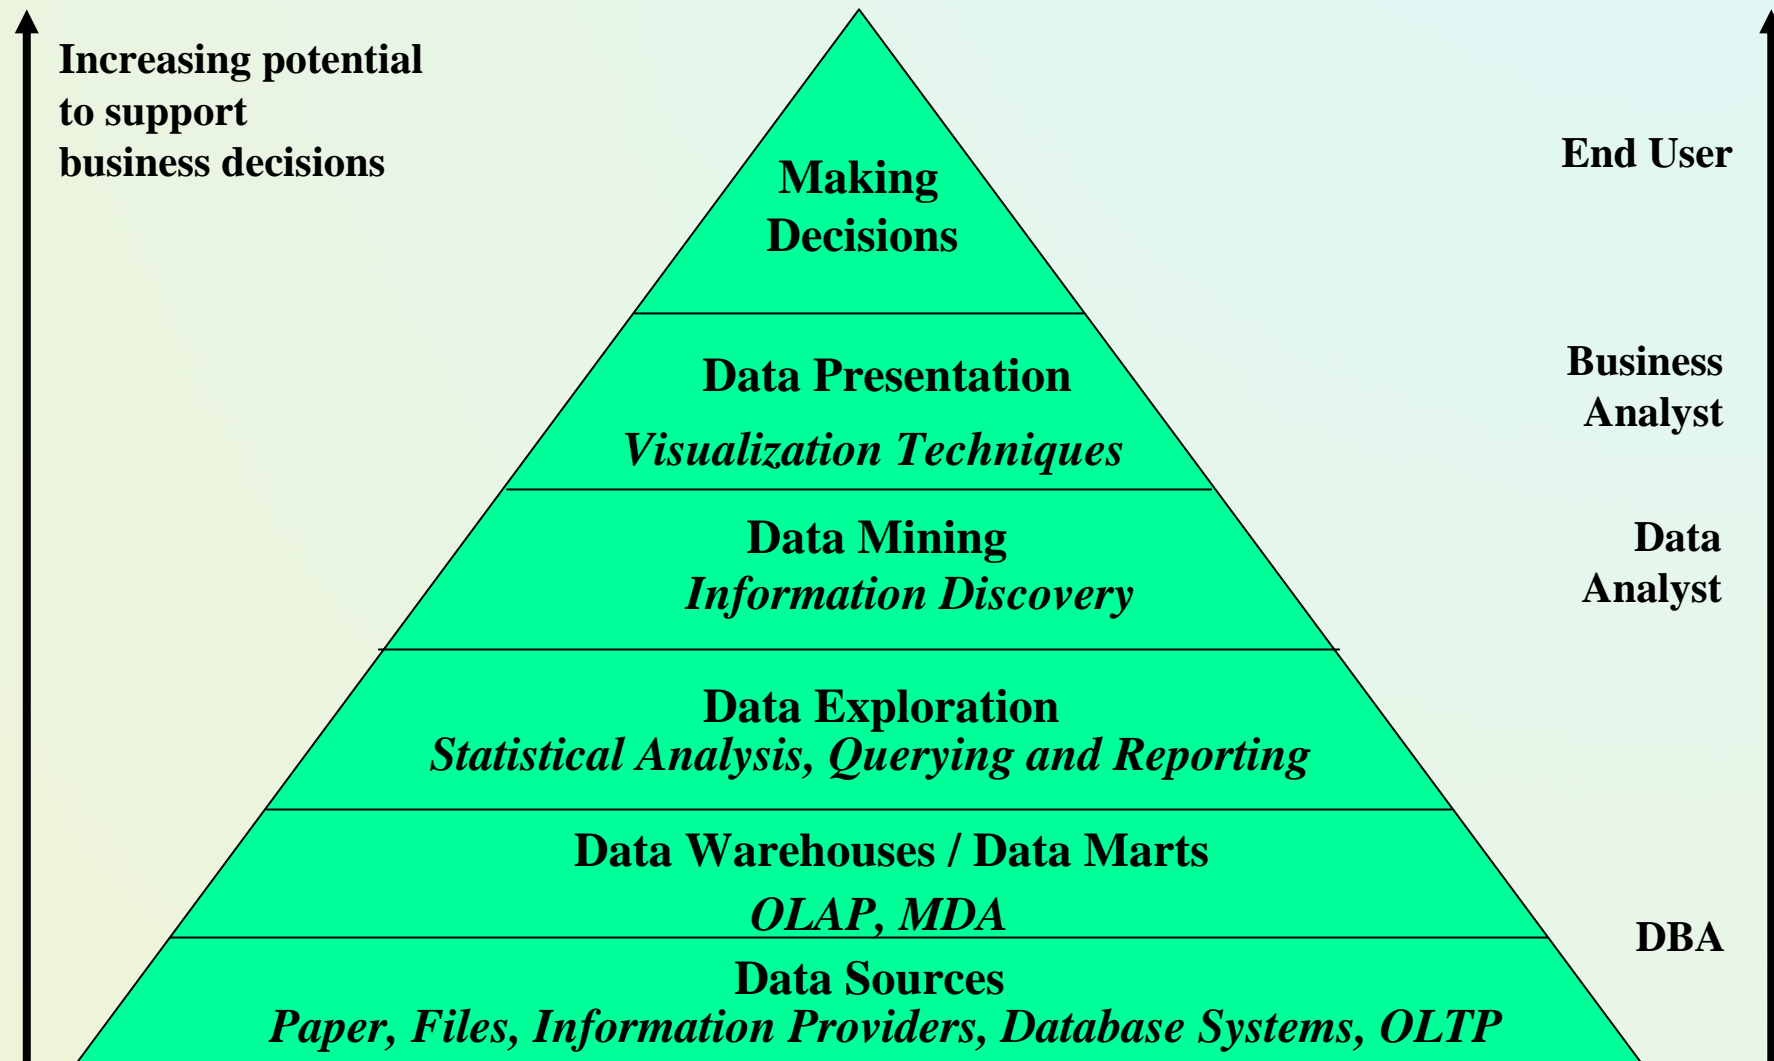 Increasing potential
to support
business decisions
End User
Making
Decisions
Business
Analyst
Data Presentation
Visualization Techniques
Data
Analyst
Data Mining
Information Discovery
Data Exploration
Statistical Analysis, Querying and Reporting
Data Warehouses / Data Marts
OLAP, MDA
DBA
Data Sources
Paper, Files, Information Providers, Database Systems, OLTP